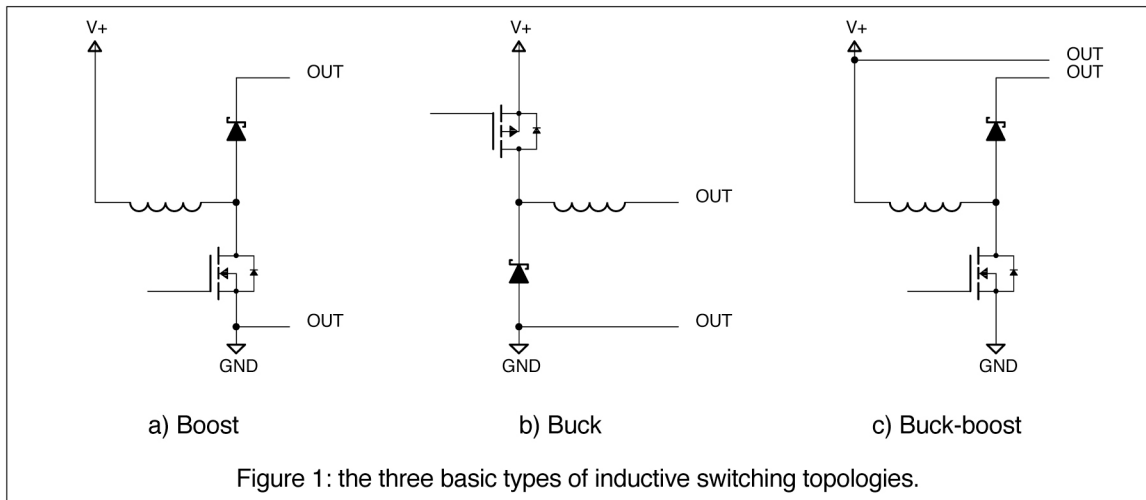 V+
OUT
OUT
GND
a) Boost
V+
OUT
OUT
GND
b) Buck
V+
OUT
OUT
GND
c) Buck-boost
Figure 1: the three basic types of inductive switching topologies.